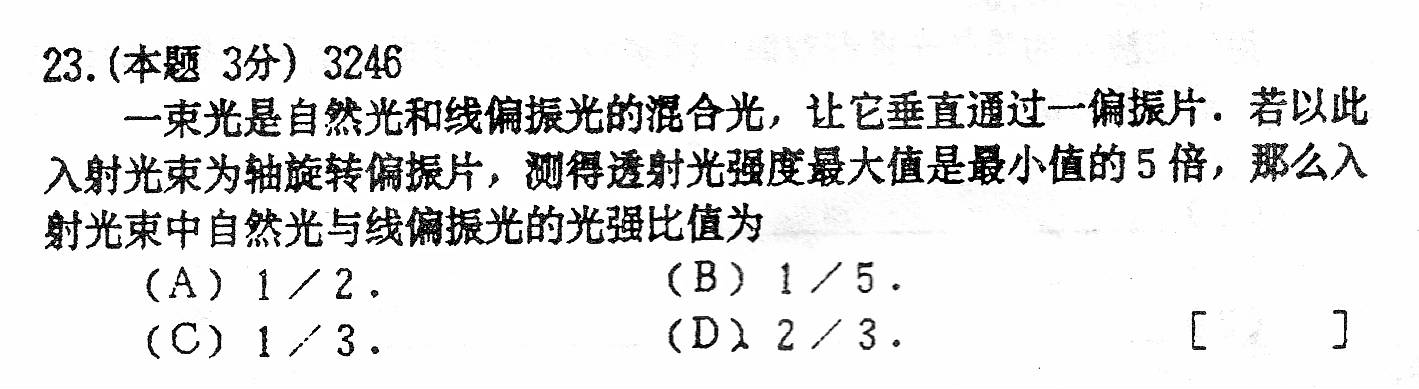 23.(本题 3分) 3246
一束光是自然光和线偏振光的混合光，让它垂直通过一偏振片．若以此
入射光束为轴旋转偏振片，测得透射光强度最大值是最小值的5倍，那么入
射光束中自然光与线偏振光的光强比值为
(A) 1／2． (B) 1／5．
(C) 1／3． (D) 2／3． [ ]